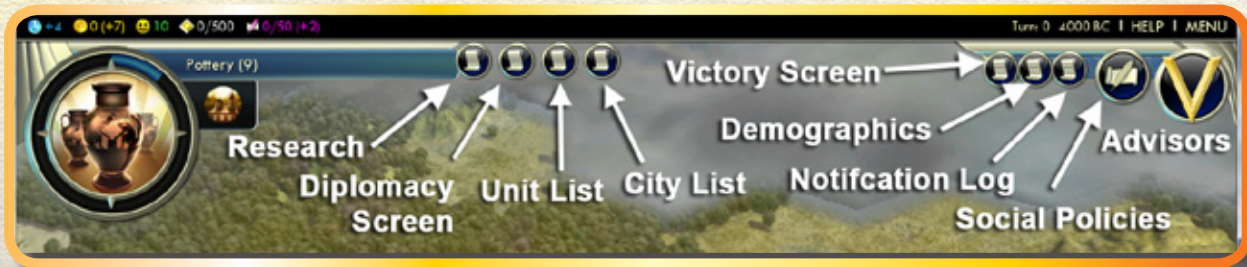 +4 0 (+7) 10 0/500 0/50 (+2) Turn: 0 4000 BC | HELP | MENU
Pottery (9)
Victory Screen
Demographics
Advisors
Research
Diplomacy Screen
Unit List
City List
Notifcation Log
Social Policies
V